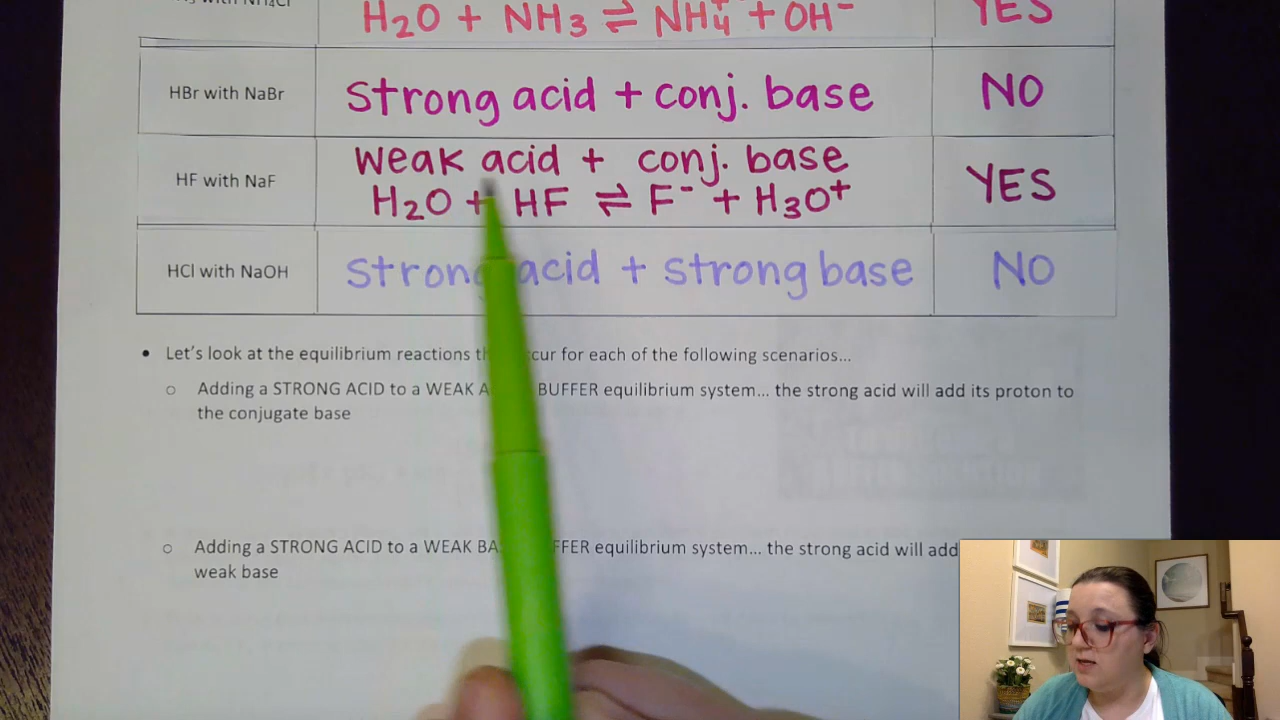 with NH4Cl
H2O + NH3 ⇌ NH4+ + OH-
YES
HBr with NaBr
strong acid + conj. base
NO
HF with NaF
weak acid + conj. base
H2O + HF ⇌ F- + H3O+
YES
HCl with NaOH
strong acid + strong base
NO
• Let's look at the equilibrium reactions cur for each of the following scenarios...
o Adding a STRONG ACID to a WEAK A BUFFER equilibrium system... the strong acid will add its proton to
the conjugate base
o Adding a STRONG ACID to a WEAK BA FFER equilibrium system... the strong acid will add
weak base